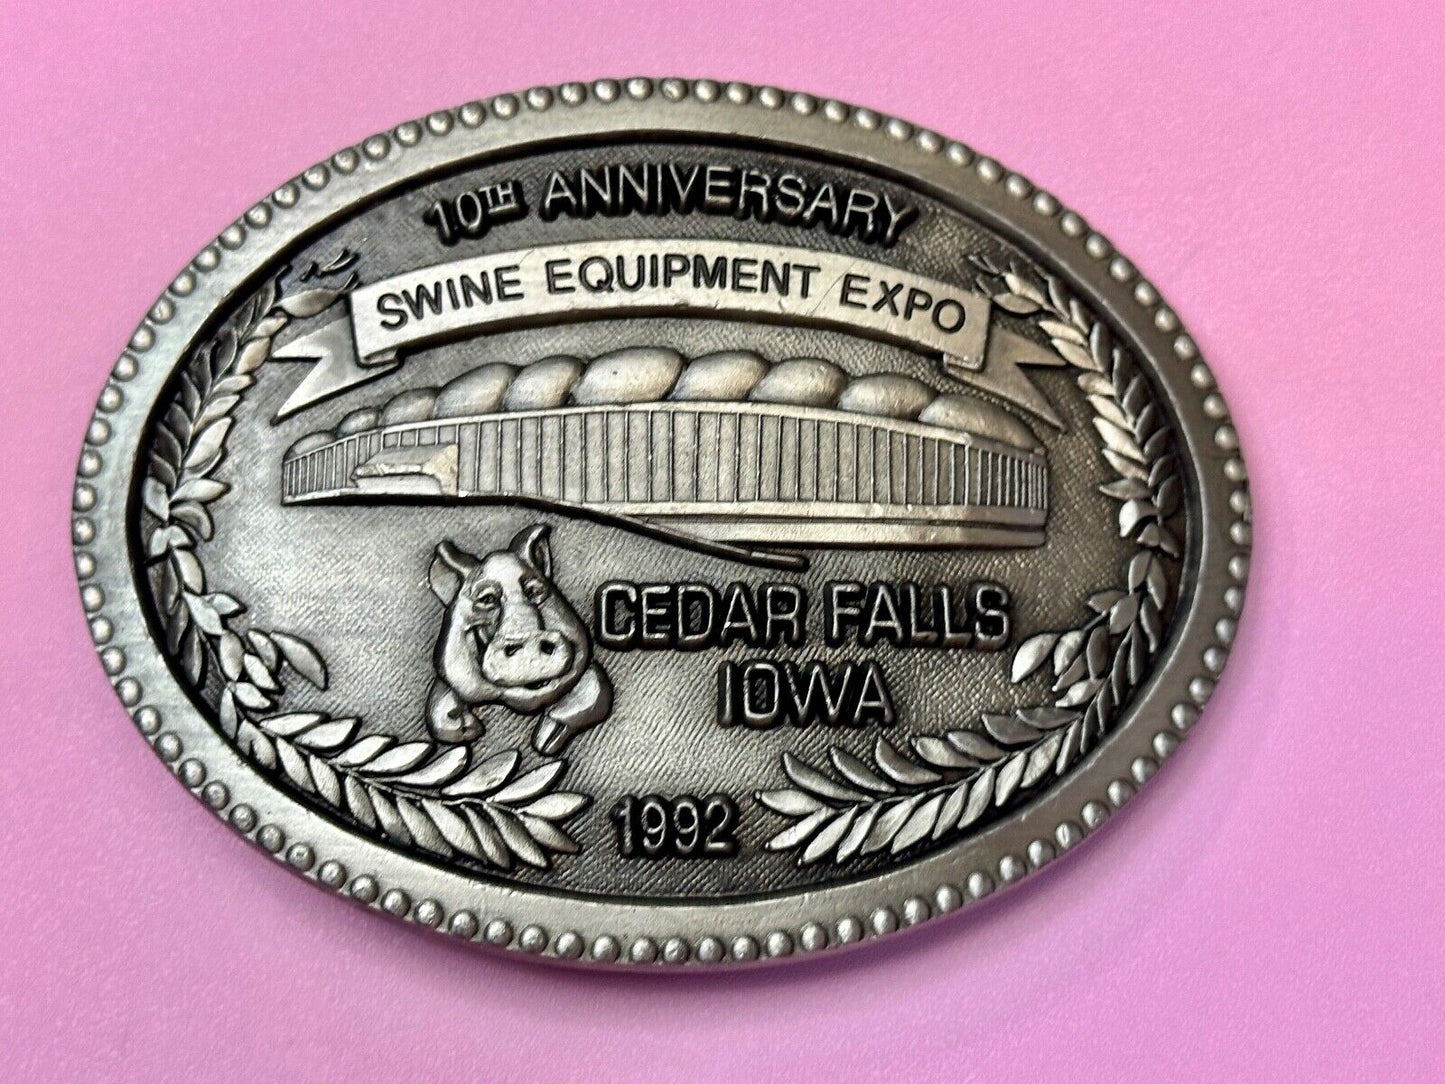 10TH ANNIVERSARY
SWINE EQUIPMENT EXPO
CEDAR FALLS
IOWA
1992